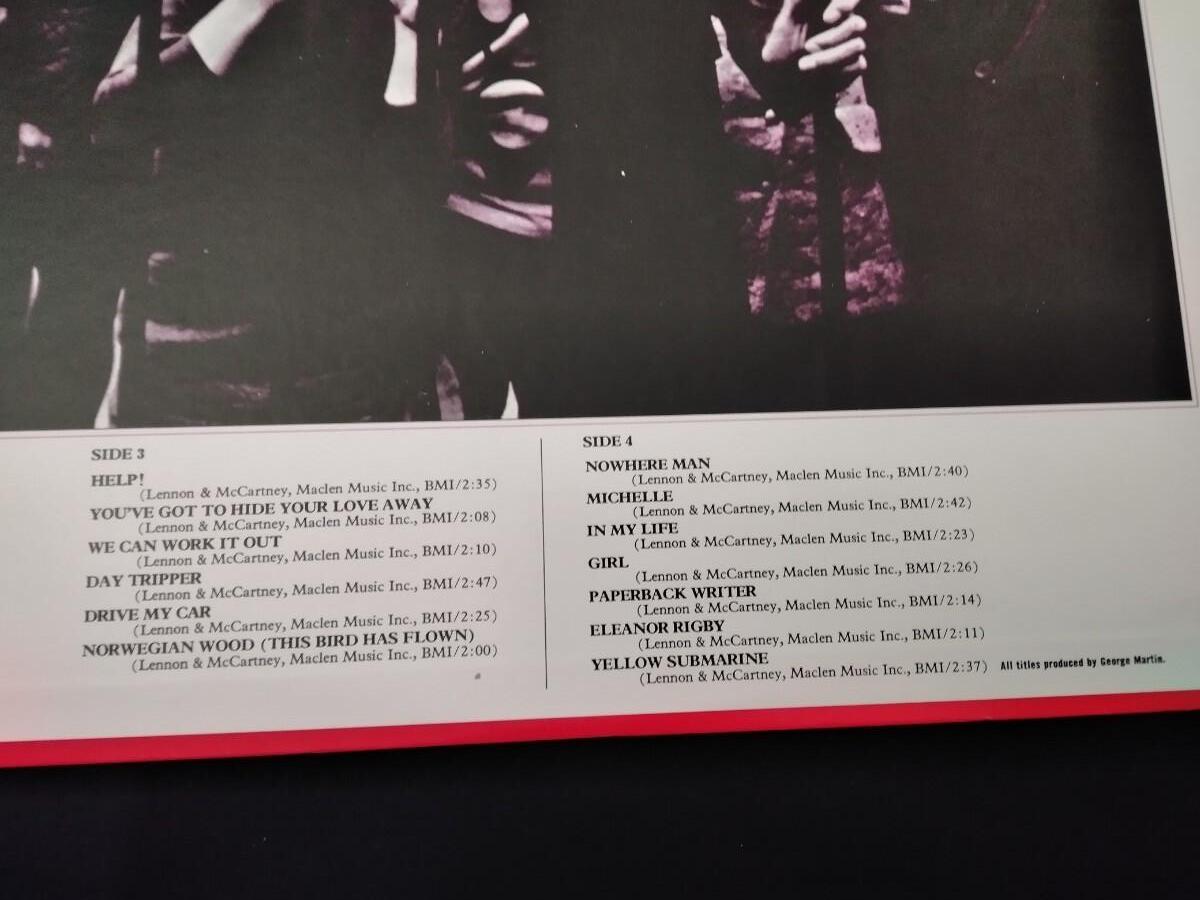 SIDE 3
HELP!
(Lennon & McCartney, Maclen Music Inc., BMI/2:35)
YOU'VE GOT TO HIDE YOUR LOVE AWAY
(Lennon & McCartney, Maclen Music Inc., BMI/2:08)
WE CAN WORK IT OUT
(Lennon & McCartney, Maclen Music Inc., BMI/2:10)
DAY TRIPPER
(Lennon & McCartney, Maclen Music Inc., BMI/2:47)
DRIVE MY CAR
(Lennon & McCartney, Maclen Music Inc., BMI/2:25)
NORWEGIAN WOOD (THIS BIRD HAS FLOWN)
(Lennon & McCartney, Maclen Music Inc., BMI/2:00)
SIDE 4
NOWHERE MAN
(Lennon & McCartney, Maclen Music Inc., BMI/2:40)
MICHELLE
(Lennon & McCartney, Maclen Music Inc., BMI/2:42)
IN MY LIFE
(Lennon & McCartney, Maclen Music Inc., BMI/2:23)
GIRL
(Lennon & McCartney, Maclen Music Inc., BMI/2:26)
PAPERBACK WRITER
(Lennon & McCartney, Maclen Music Inc., BMI/2:14)
ELEANOR RIGBY
(Lennon & McCartney, Maclen Music Inc., BMI/2:11)
YELLOW SUBMARINE
(Lennon & McCartney, Maclen Music Inc., BMI/2:37) All titles produced by George Martin.